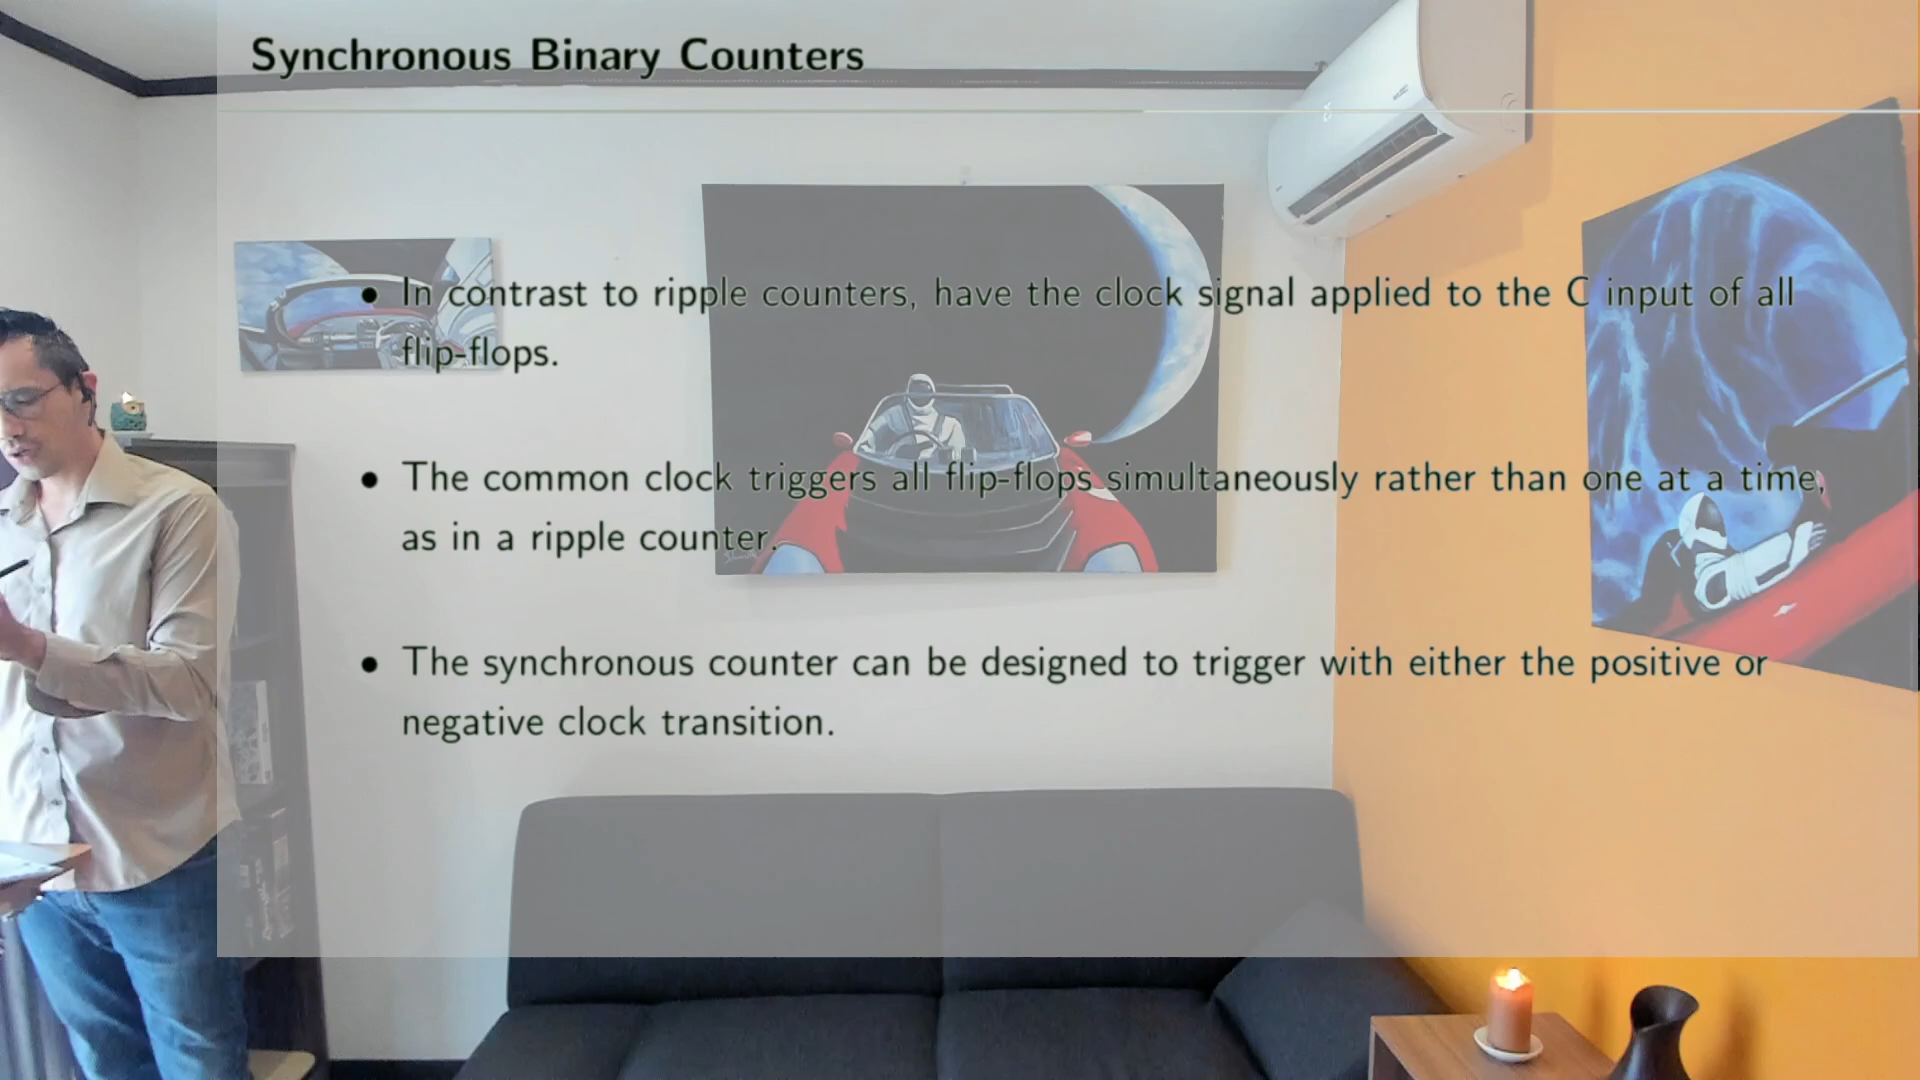 Synchronous Binary Counters
• In contrast to ripple counters, have the clock signal applied to the C input of all
flip-flops.
• The common clock triggers all flip-flops simultaneously rather than one at a time,
as in a ripple counter.
• The synchronous counter can be designed to trigger with either the positive or
negative clock transition.